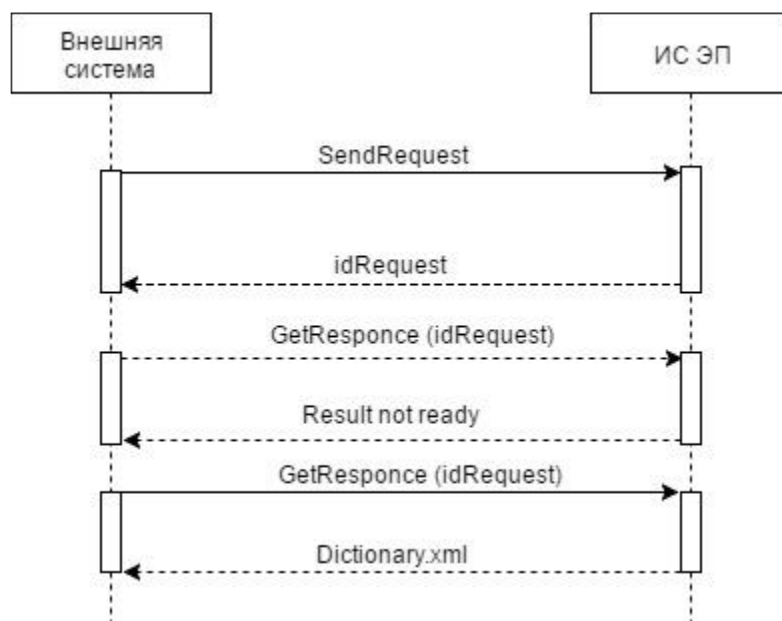 Внешняя
система
ИС ЭП
SendRequest
idRequest
GetResponce (idRequest)
Result not ready
GetResponce (idRequest)
Dictionary.xml